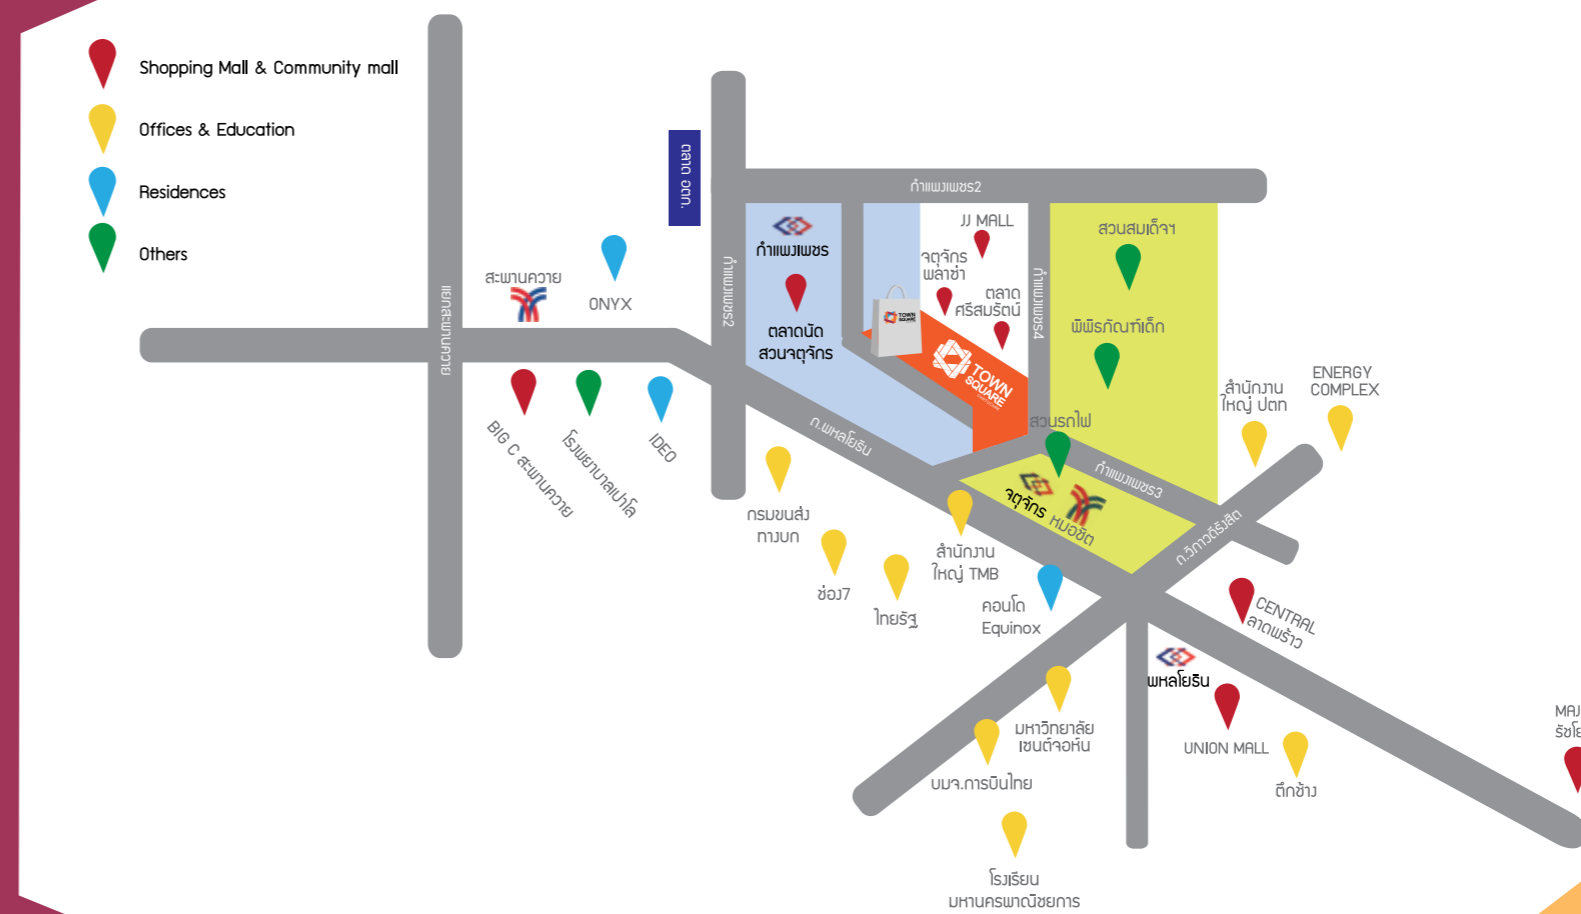 Shopping Mall & Community mall
Offices & Education
Residences
Others
แยกสะพานควาย
สะพานควาย
ONYX
BIG C สะพานควาย
โรงพยาบาลเปาโล
IDEO
ตลาด อตก.
กำแพงเพชร2
กำแพงเพชร2
กำแพงเพชร
ตลาดนัด
สวนจตุจักร
JJ MALL
จตุจักร
พล่าซ่า
ตลาด
ศรีสมรัตน์
TOWN
SQUARE
TOWN
SQUARE
กำแพงเพชร4
สวนสมเด็จฯ
พิพิธภัณฑ์เด็ก
สวนรถไฟ
จตุจักร
หมอชิต
กำแพงเพชร3
ถ.พหลโยธิน
สำนักงาน
ใหญ่ ปตท
ENERGY
COMPLEX
ถ.วิภาวดีรังสิต
กรมขนส่ง
ทางบก
ช่อง7
ไทยรัฐ
สำนักงาน
ใหญ่ TMB
คอนโด
Equinox
CENTRAL
ลาดพร้าว
พหลโยธิน
UNION MALL
ตึกช้าง
มหาวิทยาลัย
เซนต์จอห์น
บมจ.การบินไทย
โรงเรียน
มหานครพาณิชยการ
MAJ
รัชโย